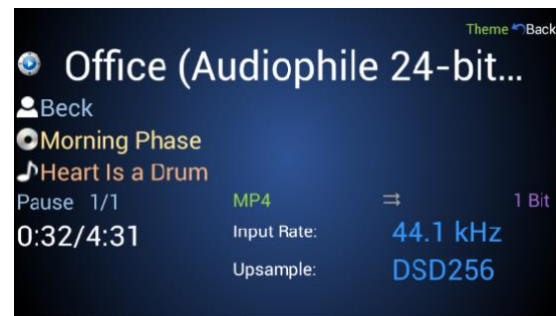 Theme Back
Office (Audiophile 24-bit...
Beck
Morning Phase
Heart Is a Drum
Pause 1/1 MP4 ⇉ 1 Bit
0:32/4:31 Input Rate: 44.1 kHz
Upsample: DSD256